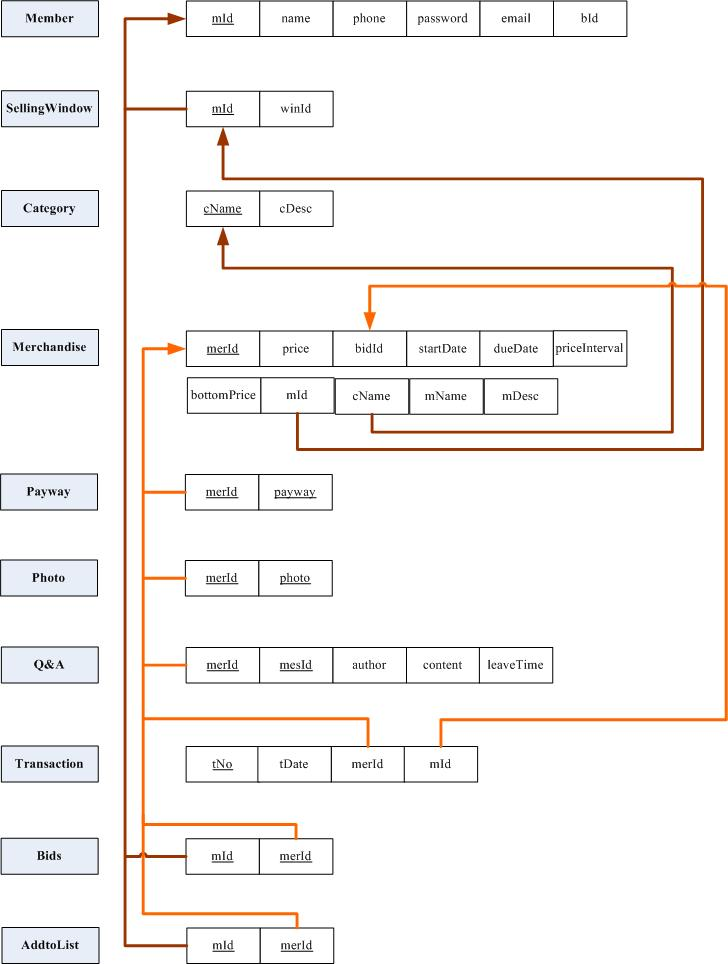 Member mId name phone password email bId
SellingWindow mId winId
Category cName cDesc
Merchandise merId price bidId startDate dueDate priceInterval
bottomPrice mId cName mName mDesc
Payway merId payway
Photo merId photo
Q&A merId mesId author content leaveTime
Transaction tNo tDate merId mId
Bids mId merId
AddtoList mId merId